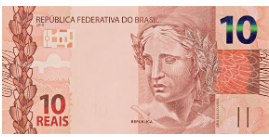 REPÚBLICA FEDERATIVA DO BRASIL
10
10
REAIS
REPÚBLICA